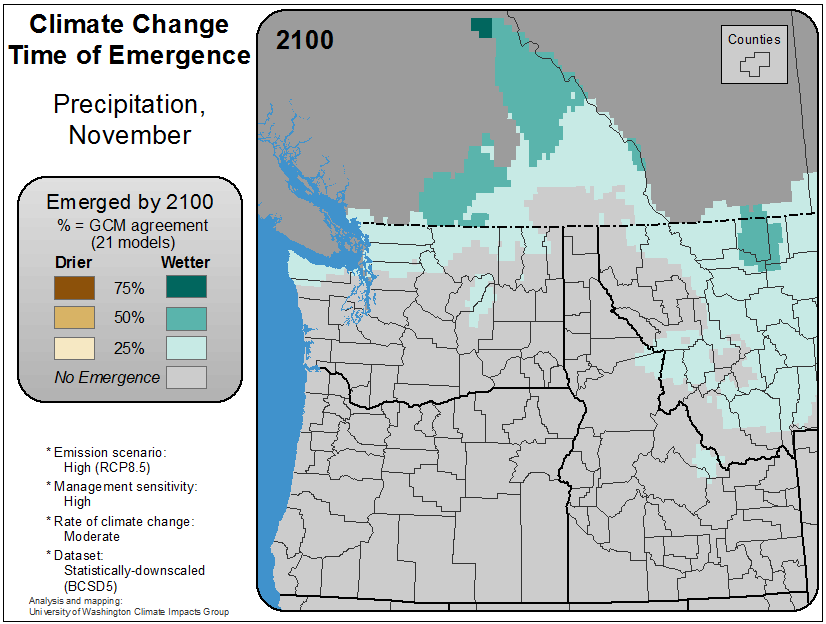 Climate Change
Time of Emergence
Precipitation,
November
Emerged by 2100
% = GCM agreement
(21 models)
Drier Wetter
75%
50%
25%
No Emergence
* Emission scenario:
High (RCP8.5)
* Management sensitivity:
High
* Rate of climate change:
Moderate
* Dataset:
Statistically-downscaled
(BCSD5)
Analysis and mapping:
University of Washington Climate Impacts Group
2100
Counties